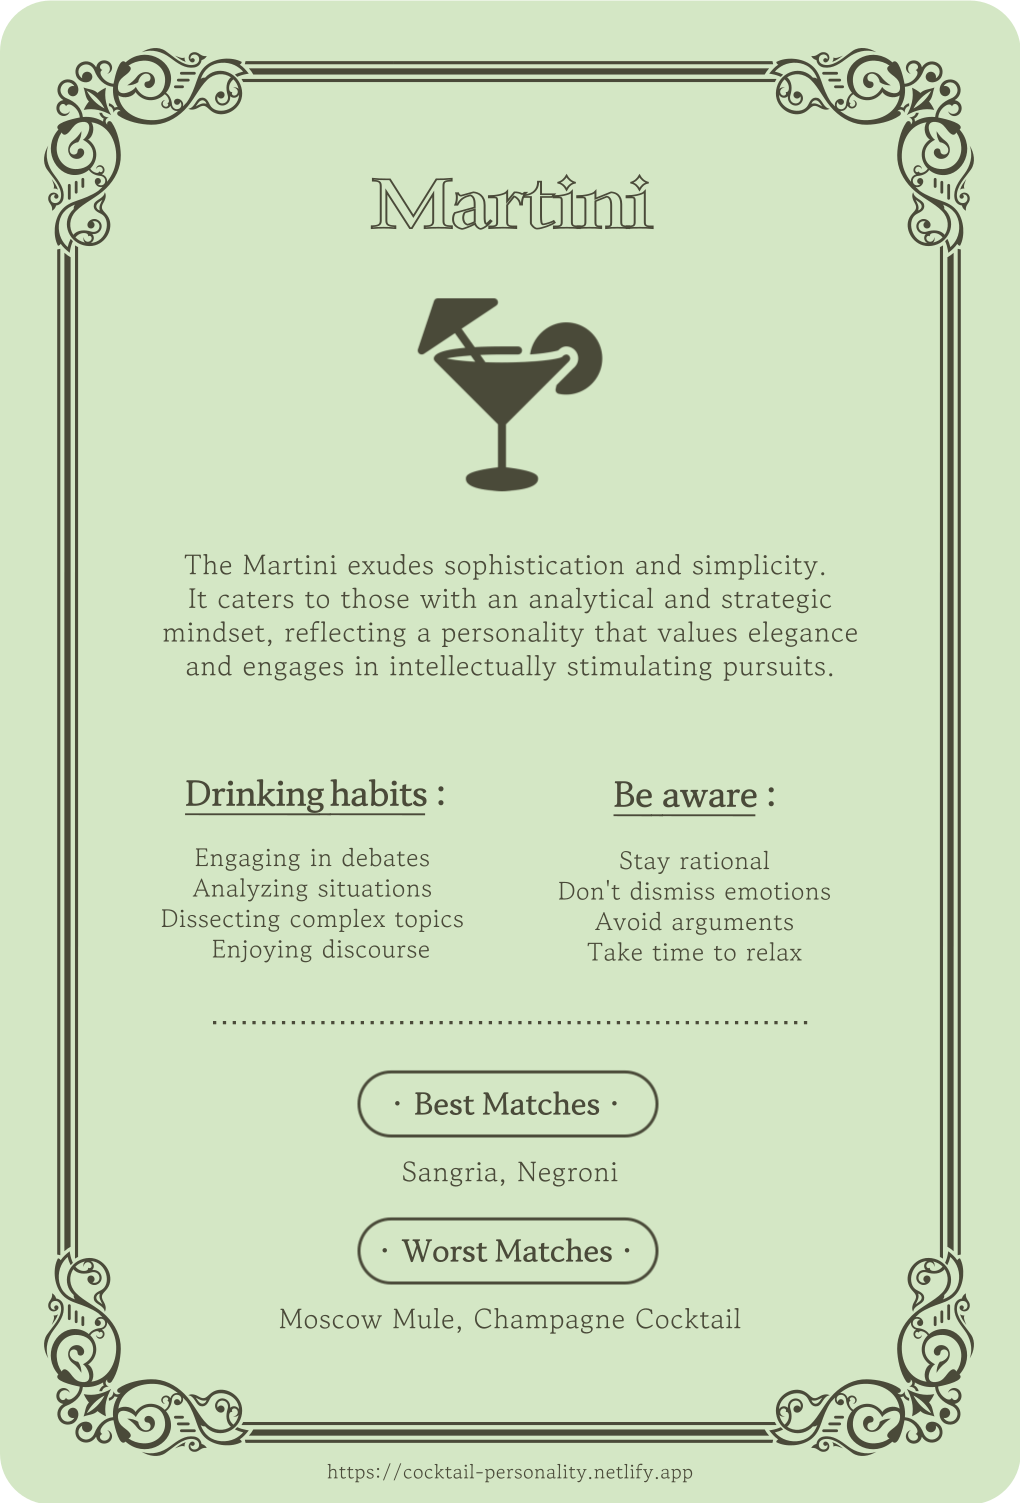 Martini
The Martini exudes sophistication and simplicity.
It caters to those with an analytical and strategic
mindset, reflecting a personality that values elegance
and engages in intellectually stimulating pursuits.
Drinking habits :
Engaging in debates
Analyzing situations
Dissecting complex topics
Enjoying discourse
Be aware :
Stay rational
Don't dismiss emotions
Avoid arguments
Take time to relax
· Best Matches ·
Sangria, Negroni
· Worst Matches ·
Moscow Mule, Champagne Cocktail
https://cocktail-personality.netlify.app